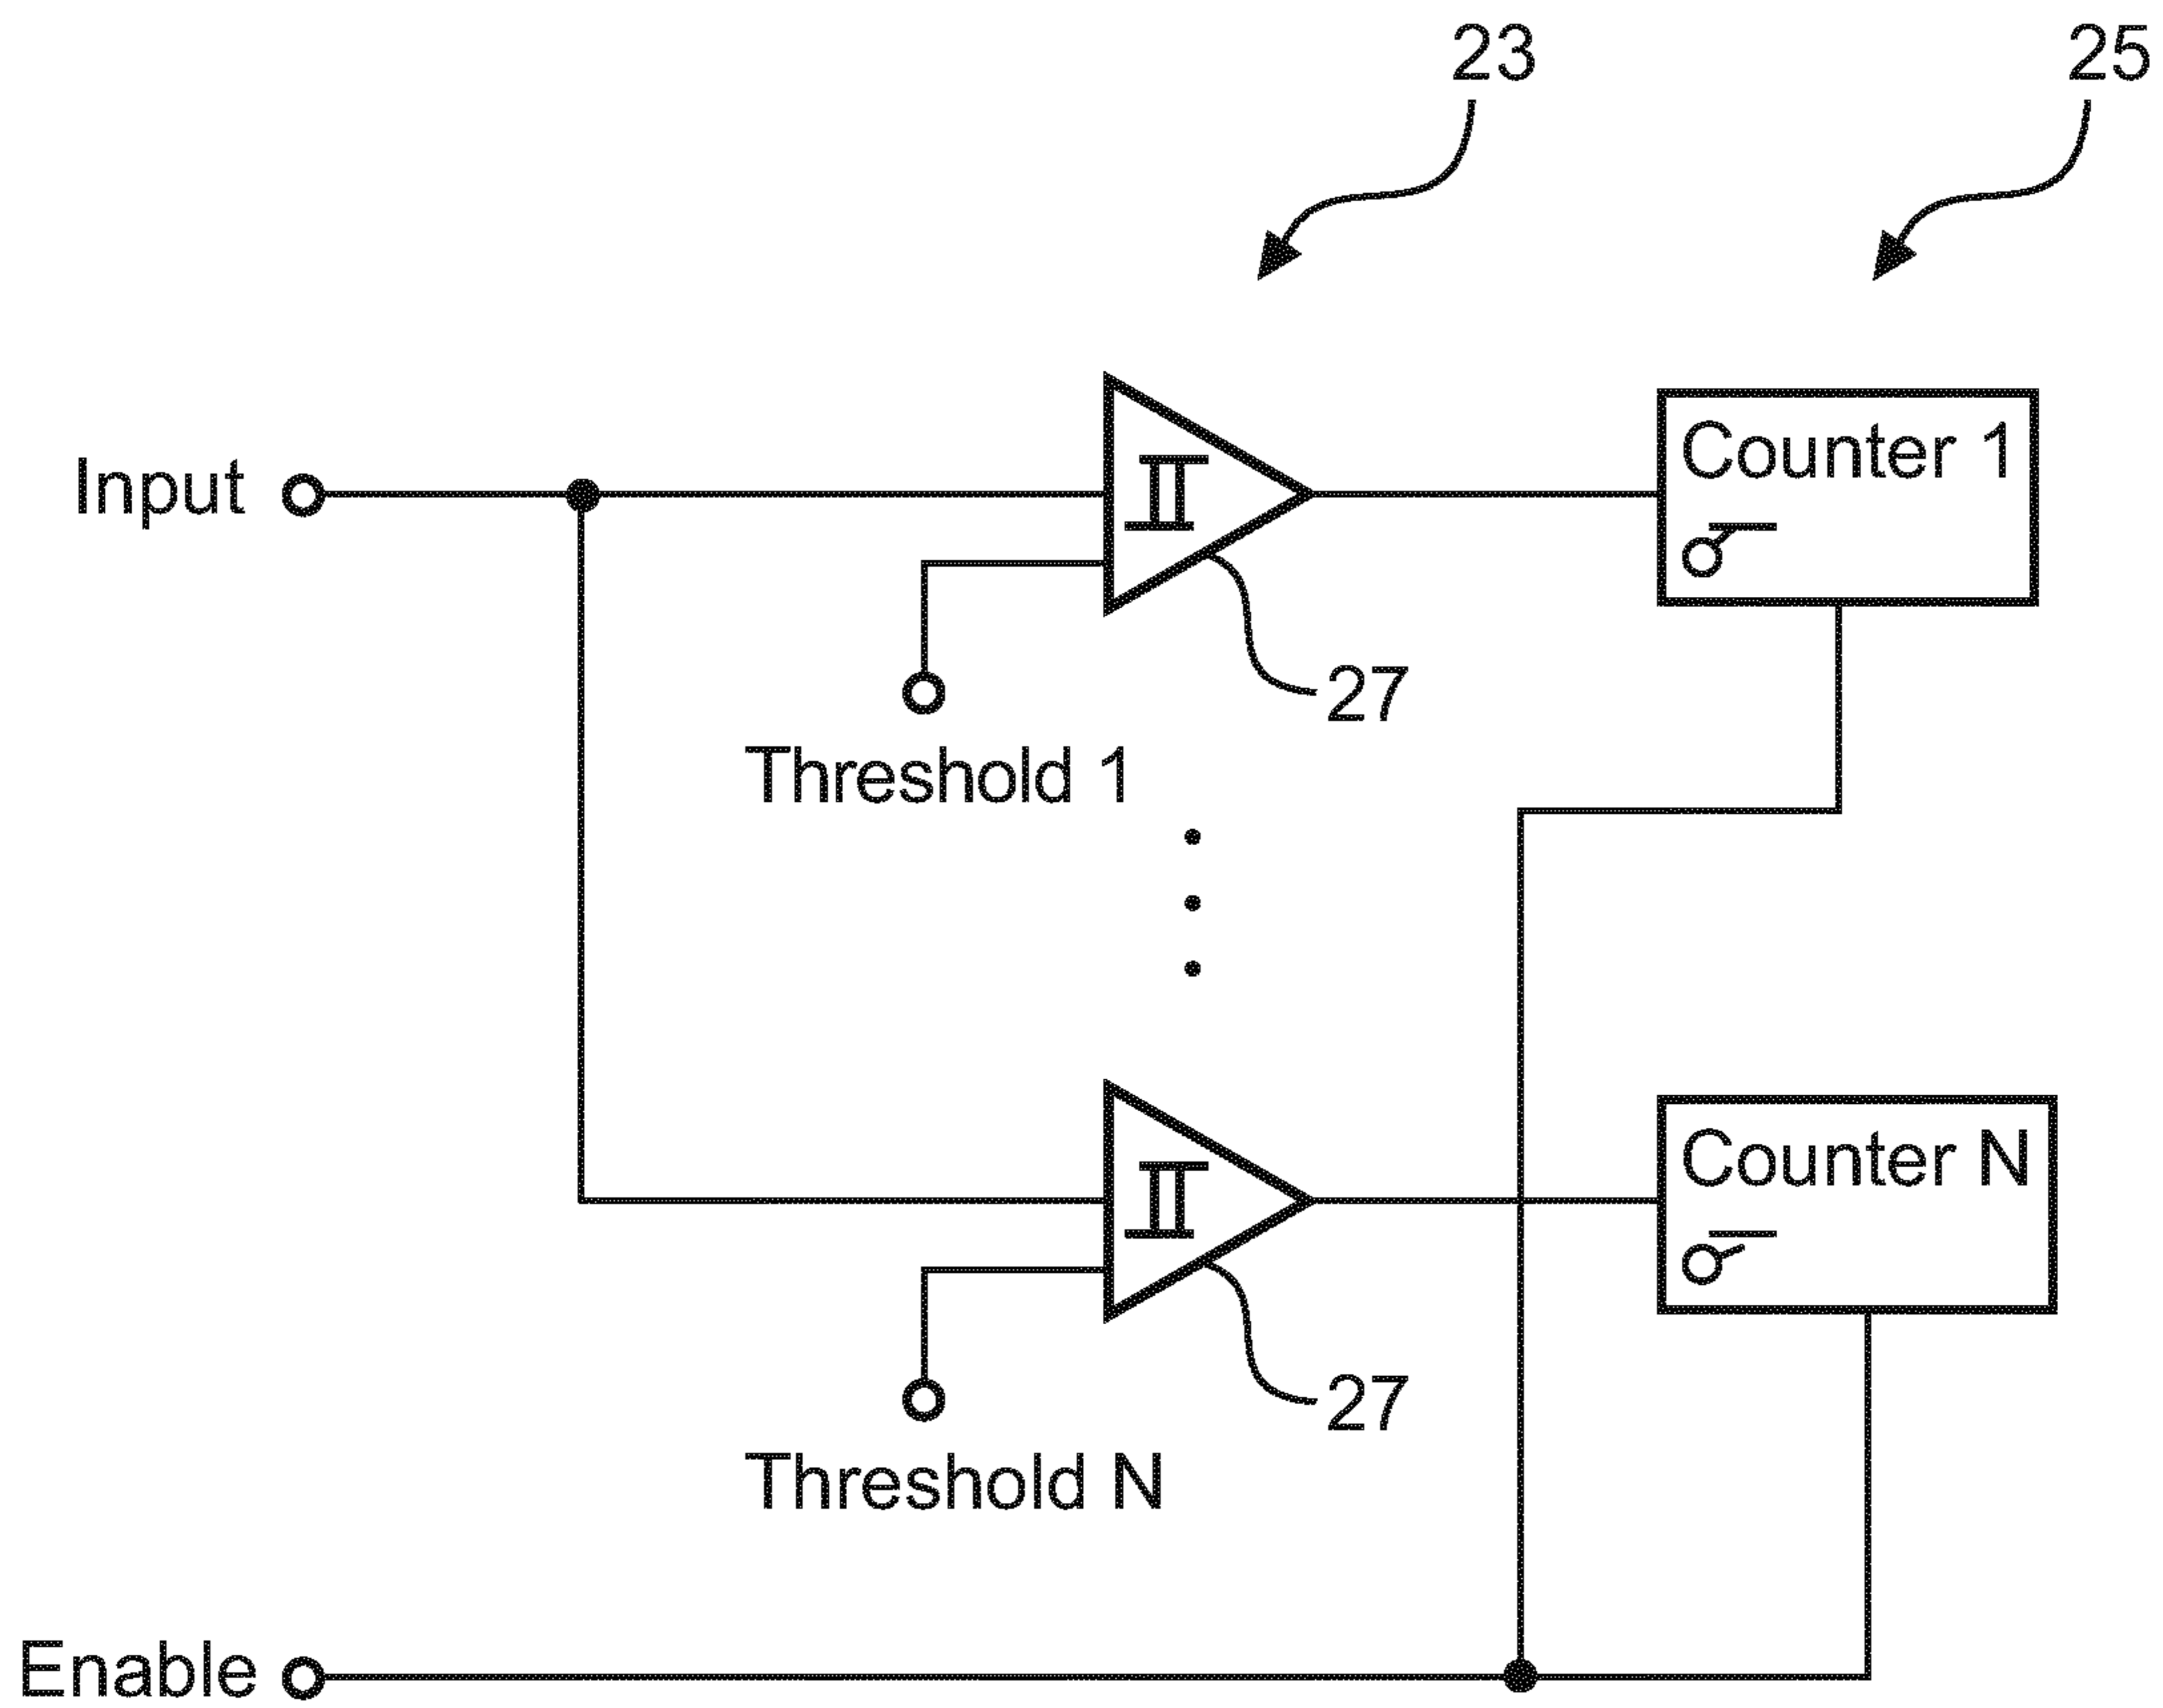 23
25
Input
Counter 1
27
Threshold 1
Counter N
27
Threshold N
Enable